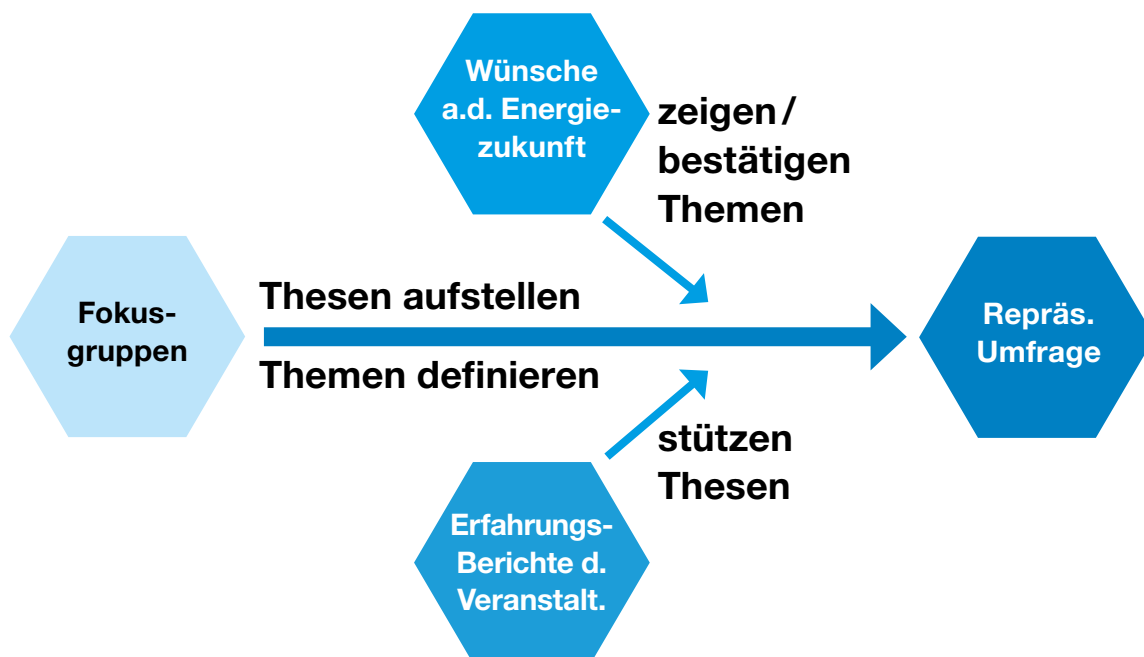 Wünsche
a.d. Energie-
zukunft
zeigen/
bestätigen
Themen
Fokus-
gruppen
Thesen aufstellen
Themen definieren
Repräs.
Umfrage
stützen
Thesen
Erfahrungs-
Berichte d.
Veranstalt.